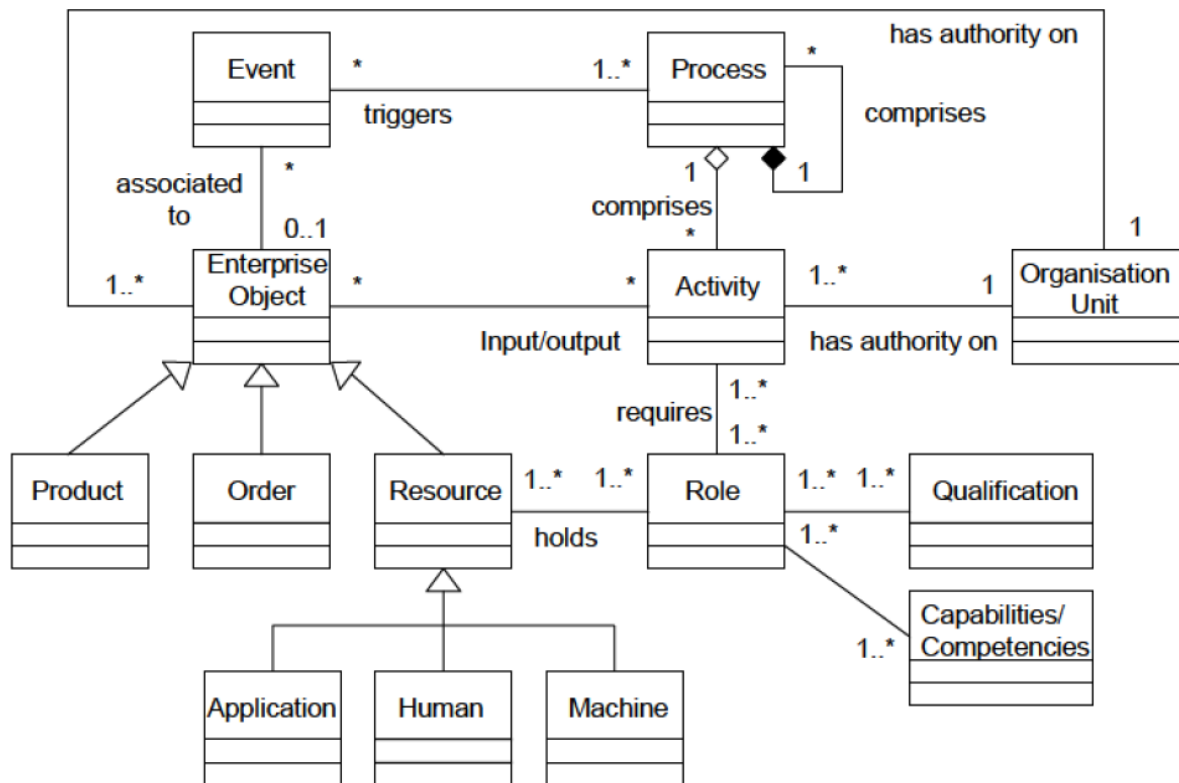 has authority on
Event
*
1..*
Process
*
triggers
comprises
*
1
1
associated
to
comprises
0..1
*
1
Enterprise
Object
1..*
*
*
Activity
1..*
1
Organisation
Unit
Input/output
has authority on
1..*
requires
1..*
Product
Order
Resource
1..*
1..*
Role
1..*
1..*
Qualification
holds
1..*
Capabilities/
Competencies
1..*
Application
Human
Machine